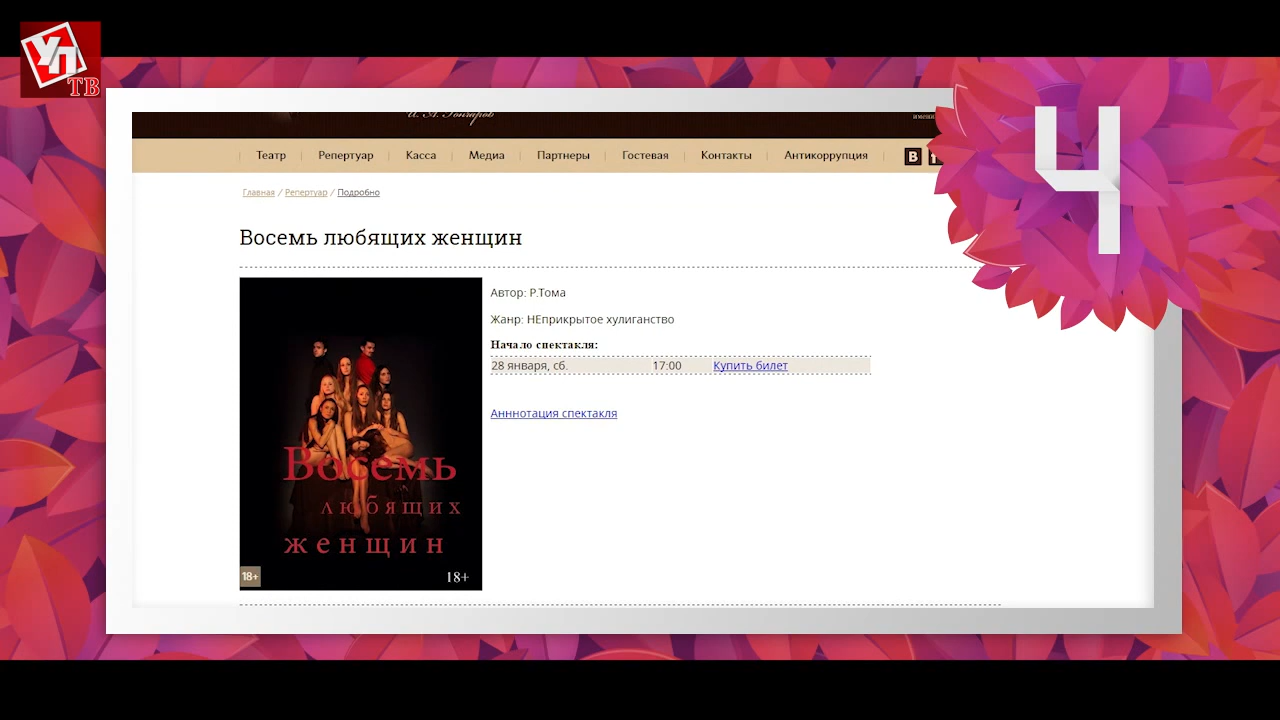 УП
ТВ
И. А. Гончаров
имени
Театр Репертуар Касса Медиа Партнеры Гостевая Контакты Антикоррупция
В
Главная / Репертуар / Подробно
4
Восемь любящих женщин
Автор: Р.Тома
Жанр: НЕприкрытое хулиганство
Начало спектакля:
28 января, сб. 17:00 Купить билет
Анннотация спектакля
Восемь
любящих
женщин
18+ 18+